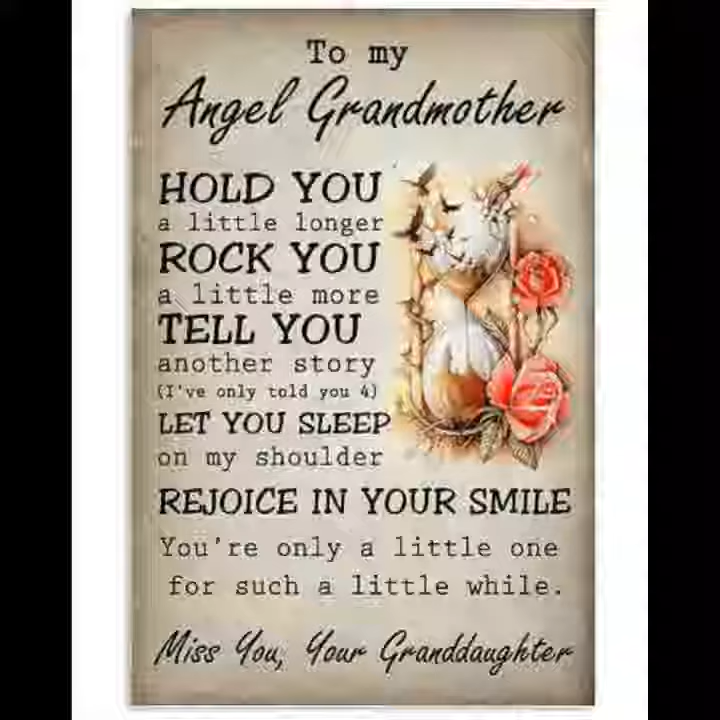 To my
Angel Grandmother
HOLD YOU
a little longer
ROCK YOU
a little more
TELL YOU
another story
(I've only told you 4)
LET YOU SLEEP
on my shoulder
REJOICE IN YOUR SMILE
You're only a little one
for such a little while.
Miss You, Your Granddaughter